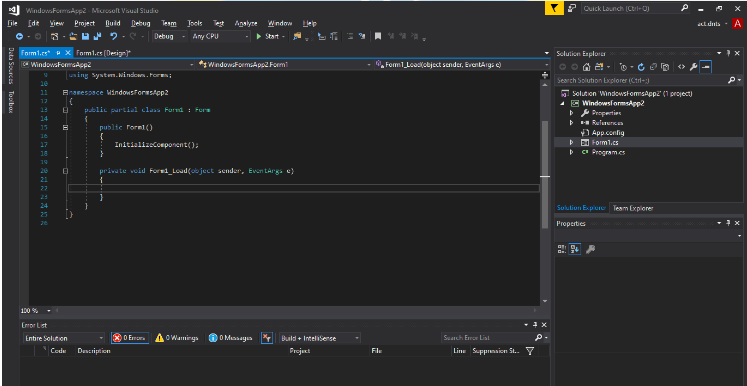 WindowsFormsApp2 - Microsoft Visual Studio
Quick Launch (Ctrl+Q)
File Edit View Project Build Debug Team Tools Test Analyze Window Help
act.dnts A
Debug Any CPU Start
Form1.cs* Form1.cs [Design]*
WindowsFormsApp2 WindowsFormsApp2.Form1 Form1_Load(object sender, EventArgs e)
9 using System.Windows.Forms;
10
11 namespace WindowsFormsApp2
12 {
13 public partial class Form1 : Form
14 {
15 public Form1()
16 {
17 InitializeComponent();
18 }
19
20 private void Form1_Load(object sender, EventArgs e)
21 {
22
23 }
24 }
25 }
26
100 %
Data Sources
Toolbox
Solution Explorer
Search Solution Explorer (Ctrl+;)
Solution 'WindowsFormsApp2' (1 project)
WindowsFormsApp2
Properties
References
App.config
Form1.cs
Program.cs
Solution Explorer Team Explorer
Properties
Error List
Entire Solution 0 Errors 0 Warnings 0 Messages Build + IntelliSense Search Error List
Code Description Project File Line Suppression St...